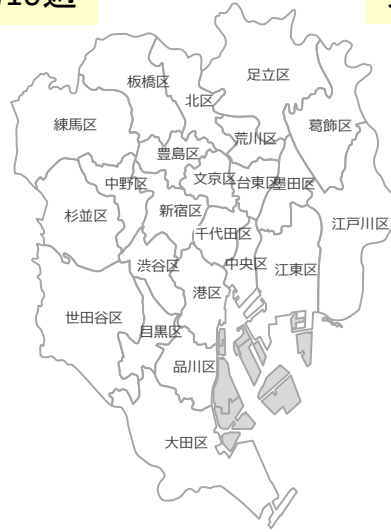 足立区
板橋区
北区
練馬区
葛飾区
荒川区
豊島区
文京区
台東区
墨田区
中野区
杉並区
新宿区
江戸川区
千代田区
渋谷区
中央区
江東区
港区
世田谷区
目黒区
品川区
大田区